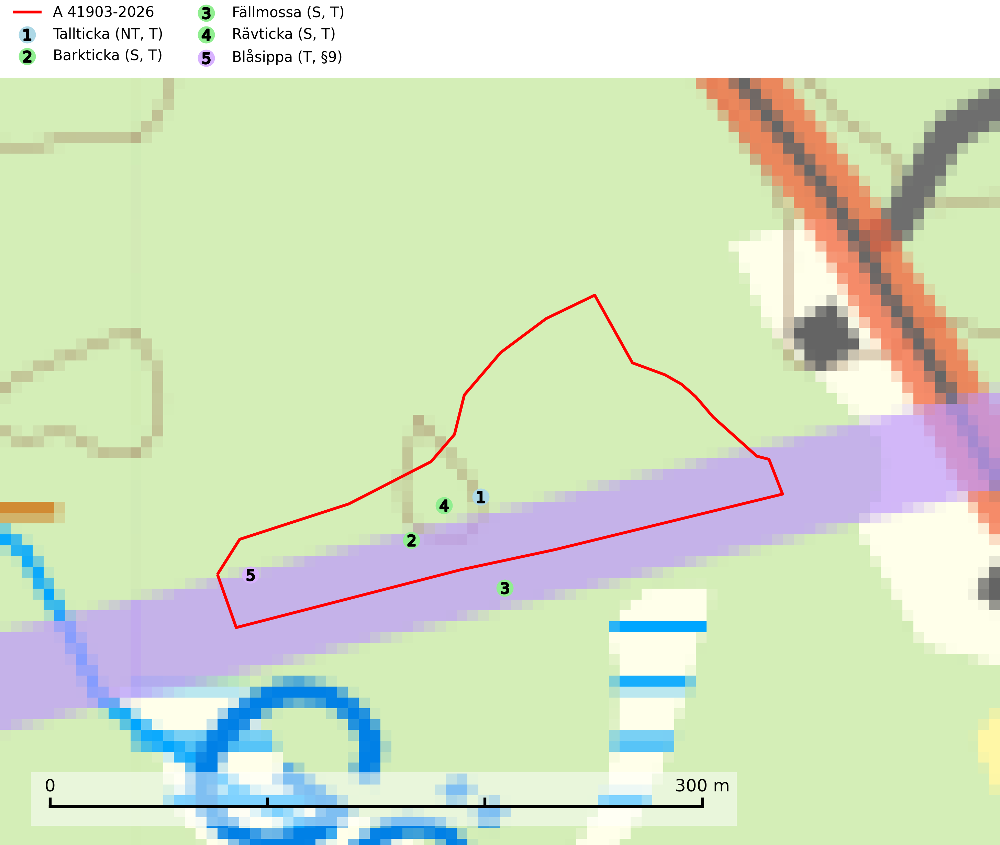 A 41903-2026
1 Tallticka (NT, T)
2 Barkticka (S, T)
3 Fällmossa (S, T)
4 Rävticka (S, T)
5 Blåsippa (T, §9)
1
4
2
5
3
0 300 m